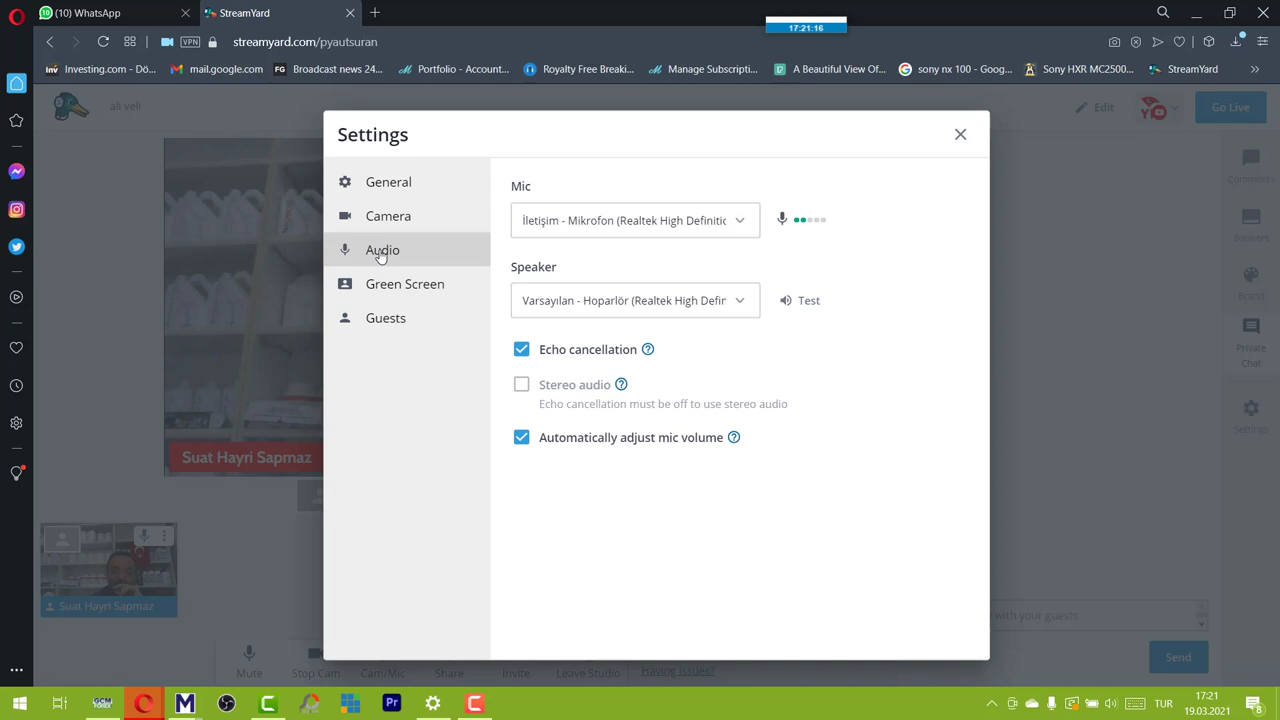 (10) WhatsApp
StreamYard
17:21:16
VPN
streamyard.com/pyautsuran
Investing.com - Dö...
mail.google.com
FG Broadcast news 24...
Portfolio - Account...
Royalty Free Breaki...
Manage Subscripti...
A Beautiful View Of...
sony nx 100 - Goog...
Sony HXR MC2500...
StreamYard
ali veli
Edit
Go Live
Settings
General
Camera
Audio
Green Screen
Guests
Mic
İletişim - Mikrofon (Realtek High Definitic
Speaker
Varsayılan - Hoparlör (Realtek High Defir
Test
Echo cancellation
Stereo audio
Echo cancellation must be off to use stereo audio
Automatically adjust mic volume
Comments
Banners
Brand
Private
Chat
Settings
Suat Hayri Sapmaz
Suat Hayri Sapmaz
with your guests
Send
Mute
Stop Cam
Cam/Mic
Share
Invite
Leave Studio
Having issues?
GCM
Pr
TUR
17:21
19.03.2021
8